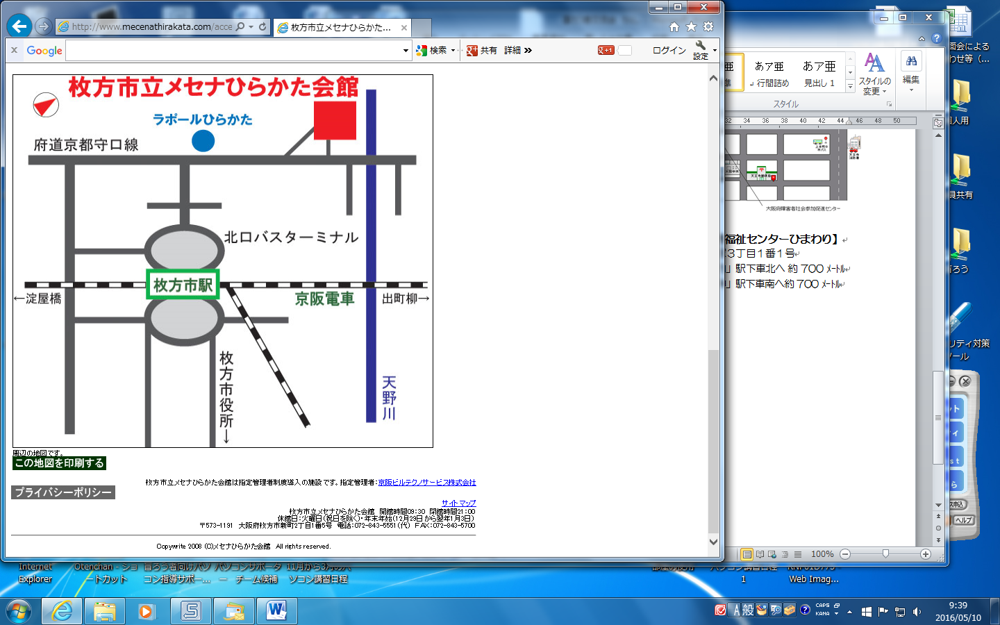 http://www.mecenathirakata.com/acce
枚方市立メセナひらかた...
Google
検索
共有
詳細
+1
ログイン
設定
枚方市立メセナひらかた会館
ラポールひらかた
府道京都守口線
北口バスターミナル
枚方市駅
←淀屋橋
京阪電車
出町柳→
枚方市役所→
天野川
周辺の地図です。
この地図を印刷する
枚方市立メセナひらかた会館は指定管理者制度導入の施設です。指定管理者:京阪ビルテクノサービス株式会社
プライバシーポリシー
サイトマップ
枚方市立メセナひらかた会館 開館時間09:30 閉館時間21:00
休館日:火曜日(祝日を除く)・年末年始(12月29日から翌年1月3日)
〒573-1191 大阪府枚方市新町2丁目1番5号 電話:072-843-5551(代) FAX:072-843-5700
Copywrite 2008 (C)メセナひらかた会館 All rights reserved.
あア亜 あア亜
行間詰め 見出し 1
スタイルの変更
編集
スタイル
32 34 36 38 40 42 44 46 48 50
大阪府障害者社会参加促進センター
福祉センターひまわり】
3丁目1番1号
」駅下車北へ 約 700 メートル
」駅下車南へ約 700 メートル
100%
面会による
わせ等(...
個人用
員共有
盲ろう
リティ対策
ツール
ヘルプ
Internet Explorer
Otenchan - ショートカット
盲ろう者向けパソコン指導サポー...
パソコンサポーター チーム候補
ソコン講習日程
1
Web Imag...
A 般
CAPS
KANA
9:39
2016/05/10